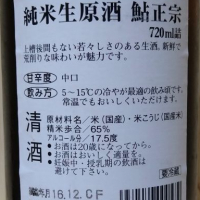 純米生原酒 鮎正宗
720ml詰
上槽後間もない若々しさのある生酒。新鮮で
荒削りな味わいが魅力です。
甘辛度 中口
飲み方 5～15℃の冷やが最適の飲み頃です。
常温でもおいしくいただけます。
清酒
原材料名／米（国産）・米こうじ（国産米）
精米歩合／65%
アルコール分／17.5度
●お酒は20歳になってから。
●お酒はおいしく適量を。
●妊娠中・授乳期の飲酒は
避けて下さい。
要冷蔵
16.12.CF